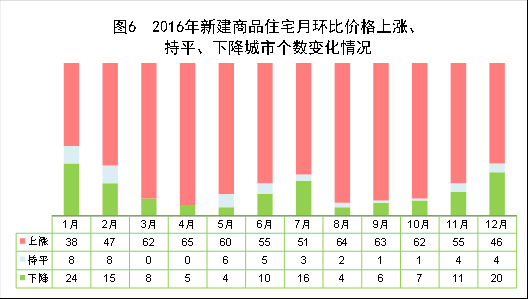 图6 2016年新建商品住宅月环比价格上涨、
持平、下降城市个数变化情况
1月 2月 3月 4月 5月 6月 7月 8月 9月 10月 11月 12月
上涨 38 47 62 65 60 55 51 64 63 62 55 46
持平 8 8 0 0 6 5 3 2 1 1 4 4
下降 24 15 8 5 4 10 16 4 6 7 11 20